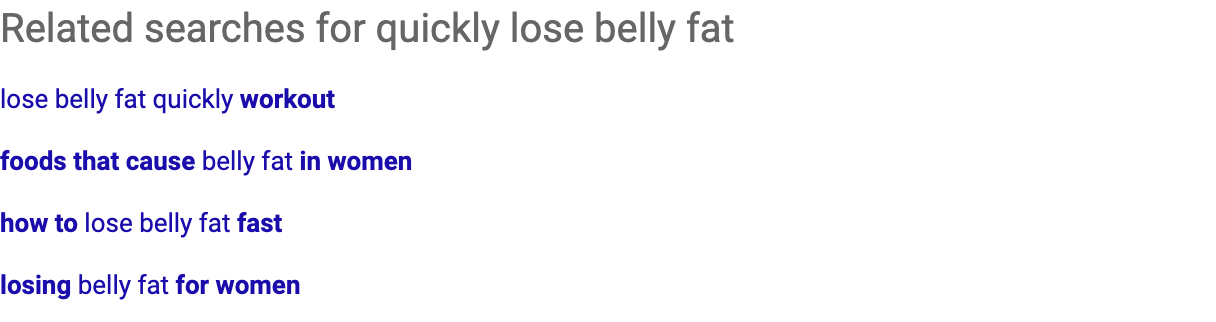 Related searches for quickly lose belly fat
lose belly fat quickly workout
foods that cause belly fat in women
how to lose belly fat fast
losing belly fat for women